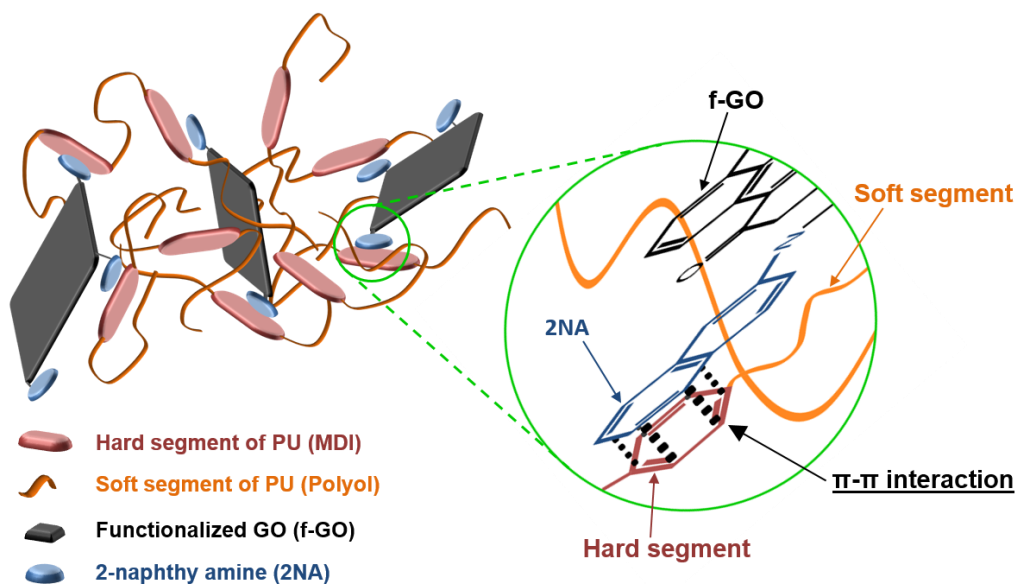 f-GO
Soft segment
2NA
π-π interaction
Hard segment
Hard segment of PU (MDI)
Soft segment of PU (Polyol)
Functionalized GO (f-GO)
2-naphthy amine (2NA)